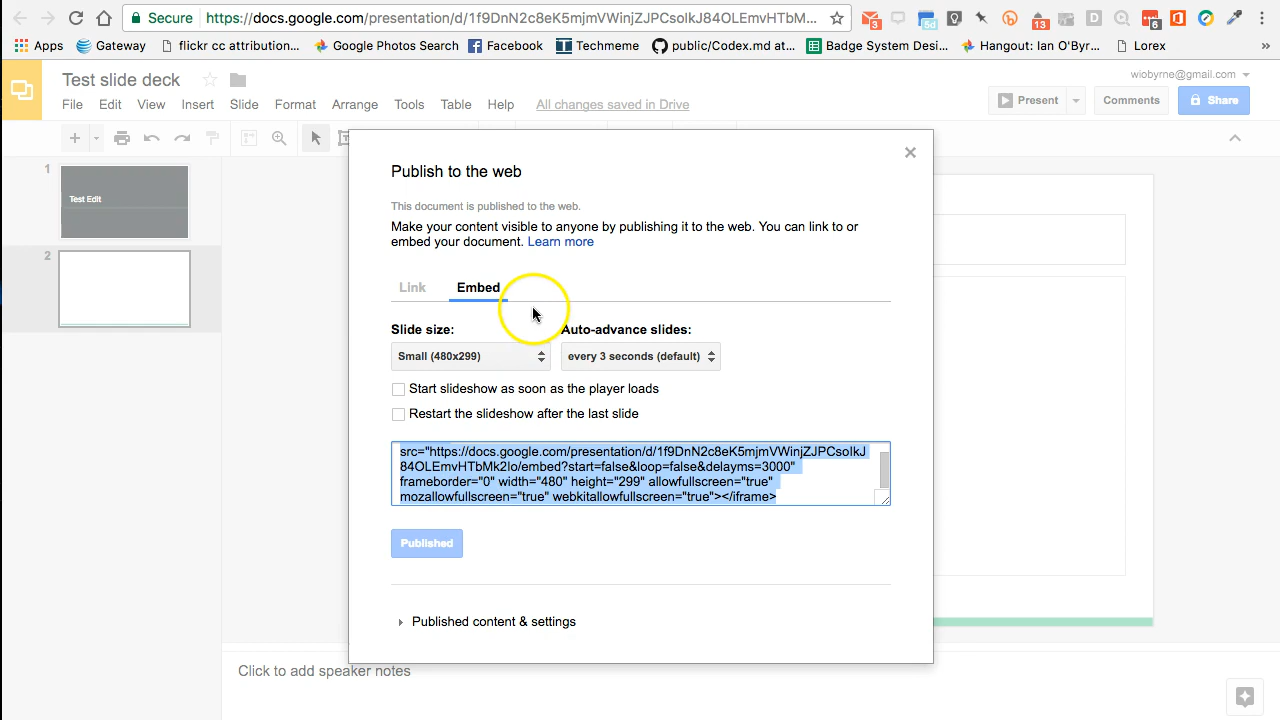 Secure https://docs.google.com/presentation/d/1f9DnN2c8eK5mjmVWinjZJPCsolkJ84OLEmvHTbM...
3
5d
13
D
6
Apps Gateway flickr cc attribution... Google Photos Search Facebook Techmeme public/Codex.md at... Badge System Desi... Hangout: Ian O'Byr... Lorex »
Test slide deck
wiobyrne@gmail.com
File Edit View Insert Slide Format Arrange Tools Table Help All changes saved in Drive
Present Comments Share
1
Test Edit
2
Publish to the web
This document is published to the web.
Make your content visible to anyone by publishing it to the web. You can link to or
embed your document. Learn more
Link Embed
Slide size: Auto-advance slides:
Small (480x299) every 3 seconds (default)
Start slideshow as soon as the player loads
Restart the slideshow after the last slide
src="https://docs.google.com/presentation/d/1f9DnN2c8eK5mjmVWinjZJPCsolkJ
84OLEmvHTbMk2lo/embed?start=false&loop=false&delayms=3000"
frameborder="0" width="480" height="299" allowfullscreen="true"
mozallowfullscreen="true" webkitallowfullscreen="true"></iframe>
Published
Published content & settings
Click to add speaker notes